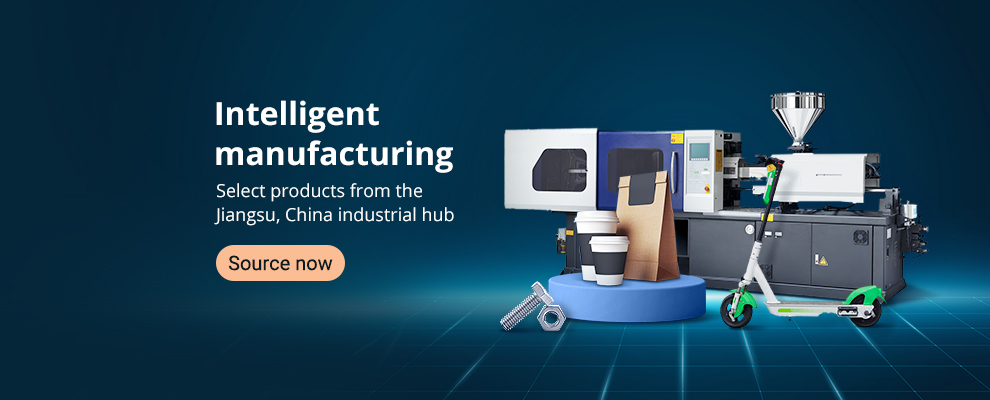 Intelligent
manufacturing
Select products from the
Jiangsu, China industrial hub
Source now